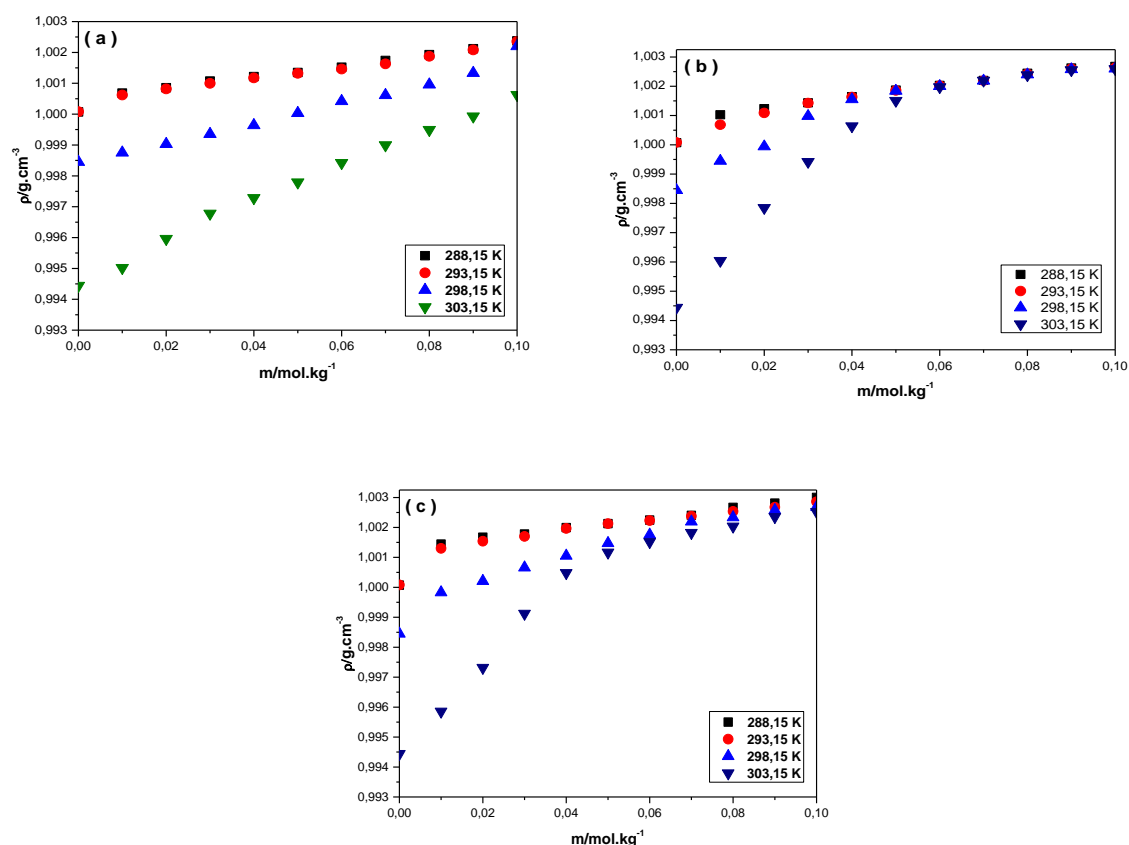 ( a )
1,003
1,002
1,001
1,000
0,999
0,998
0,997
0,996
0,995
0,994
0,993
ρ/g.cm-3
288,15 K
293,15 K
298,15 K
303,15 K
0,00 0,02 0,04 0,06 0,08 0,10
m/mol.kg-1
( b )
1,003
1,002
1,001
1,000
0,999
0,998
0,997
0,996
0,995
0,994
0,993
ρ/g.cm-3
288,15 K
293,15 K
298,15 K
303,15 K
0,00 0,02 0,04 0,06 0,08 0,10
m/mol.kg-1
( c )
1,003
1,002
1,001
1,000
0,999
0,998
0,997
0,996
0,995
0,994
0,993
ρ/g.cm-3
288,15 K
293,15 K
298,15 K
303,15 K
0,00 0,02 0,04 0,06 0,08 0,10
m/mol.kg-1